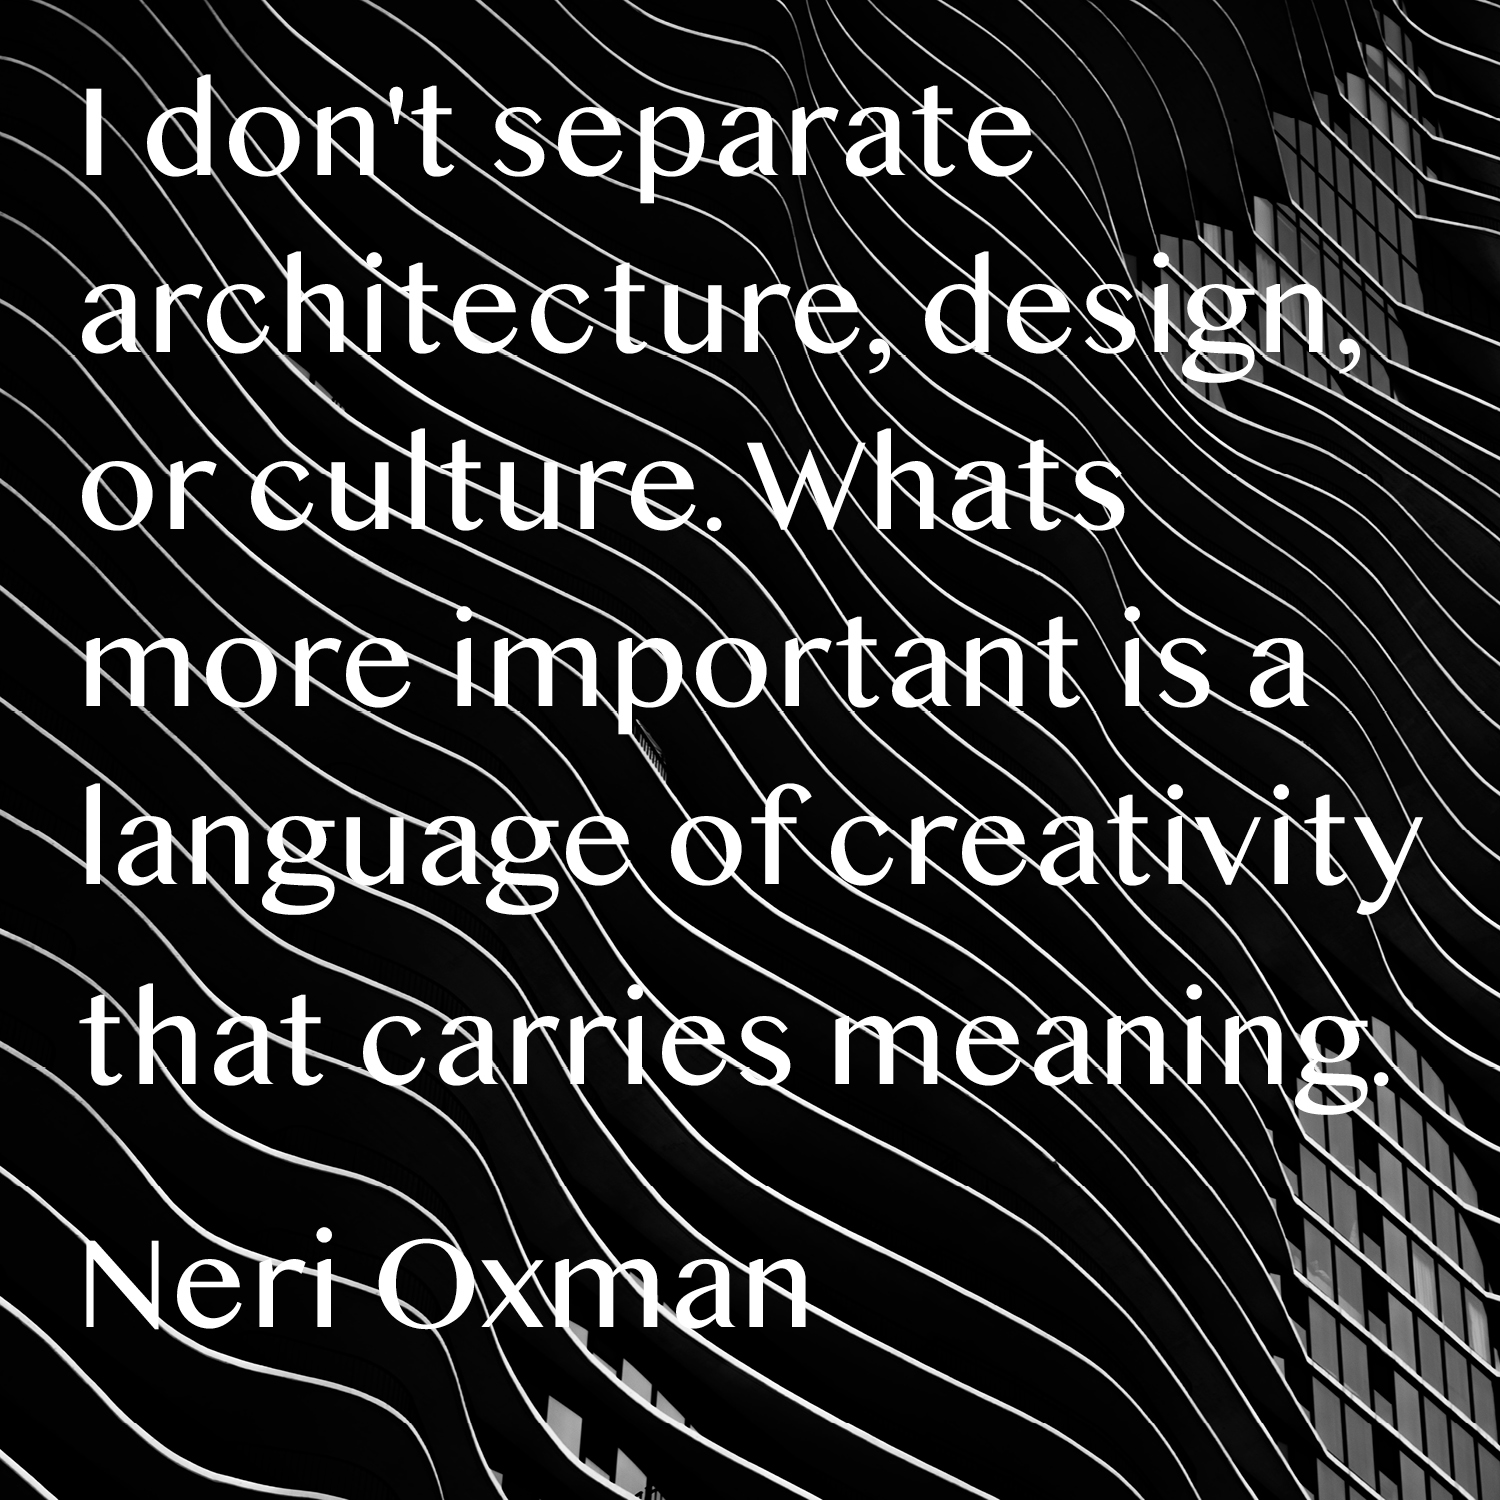 I don't separate
architecture, design,
or culture. Whats
more important is a
language of creativity
that carries meaning.
Neri Oxman